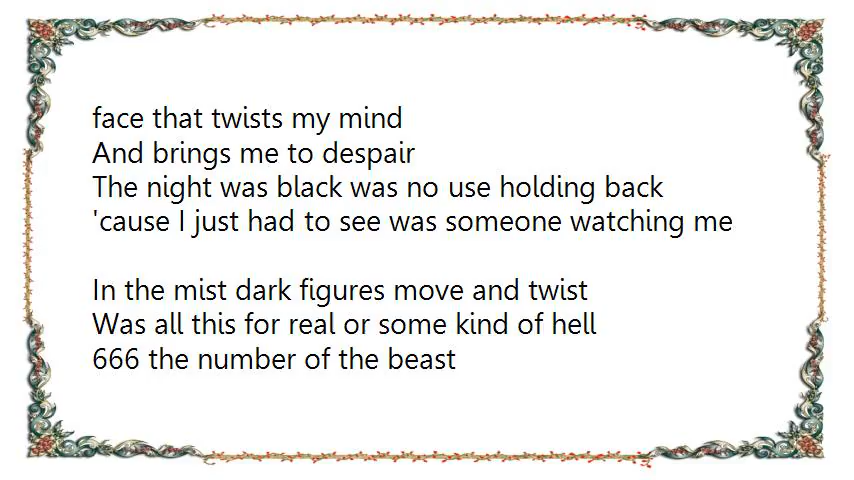 face that twists my mind
And brings me to despair
The night was black was no use holding back
'cause I just had to see was someone watching me
In the mist dark figures move and twist
Was all this for real or some kind of hell
666 the number of the beast